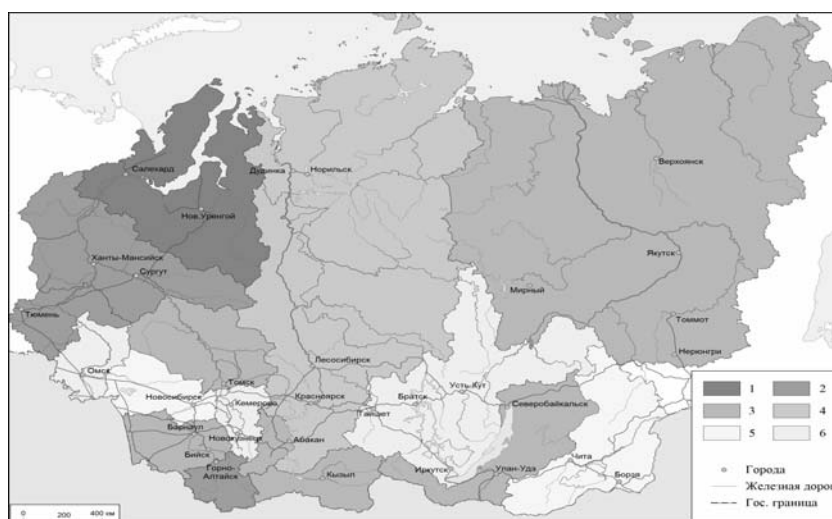 Салехард
Дудинка
Норильск
Верхоянск
Нов.Уренгой
Ханты-Мансийск
Сургут
Якутск
Мирный
Тюмень
Томмот
Нерюнгри
Лесосибирск
Омск
Томск
Новосибирск
Кемерово
Красноярск
Братск
Усть-Кут
Северобайкальск
Тайшет
Барнаул
Новокузнецк
Абакан
Бийск
Горно-
Алтайск
Кызыл
Иркутск
Улан-Удэ
Чита
Борзя
1 2
3 4
5 6
Города
Железная дорог
Гос. граница
0 200 400 км